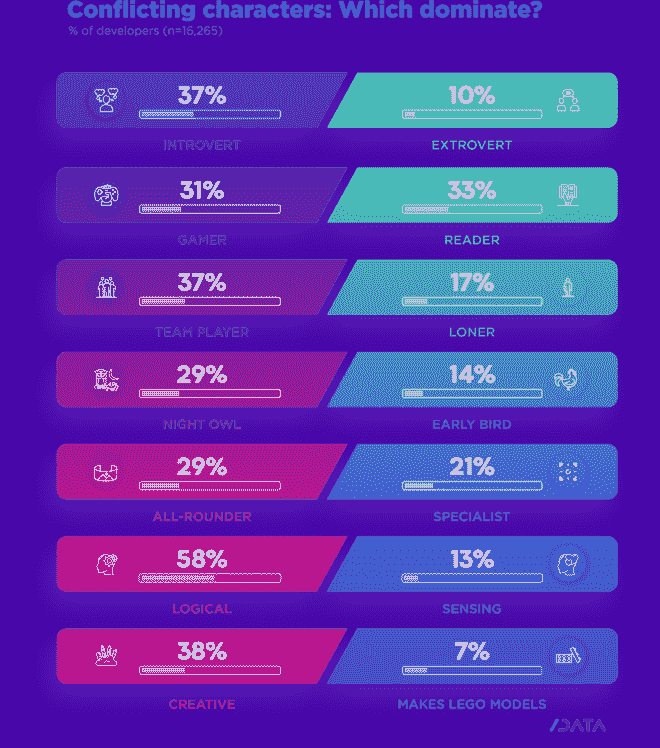 Conflicting characters: Which dominate?
% of developers (n=16,265)
37% 10%
INTROVERT EXTROVERT
31% 33%
GAMER READER
37% 17%
TEAM PLAYER LONER
29% 14%
NIGHT OWL EARLY BIRD
29% 21%
ALL-ROUNDER SPECIALIST
58% 13%
LOGICAL SENSING
38% 7%
CREATIVE MAKES LEGO MODELS
/DATA